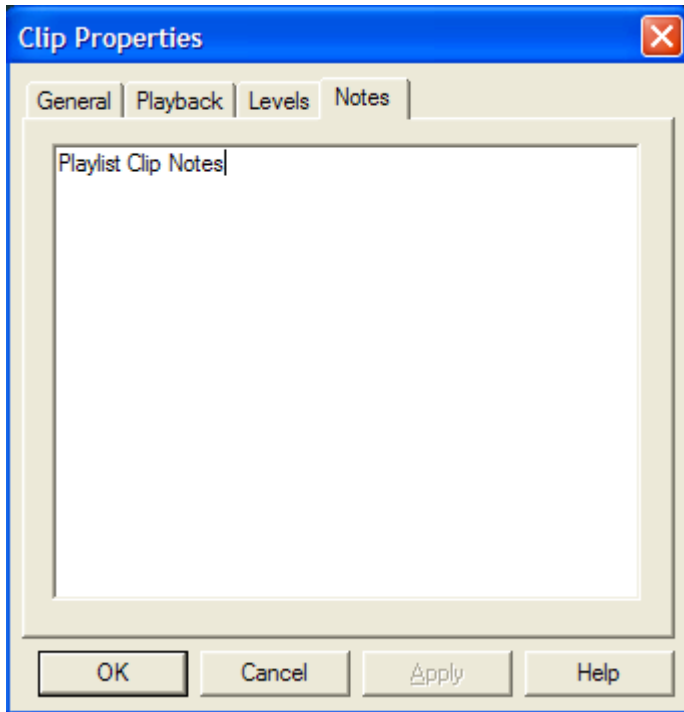 Clip Properties
General Playback Levels Notes
Playlist Clip Notes
OK Cancel Apply Help